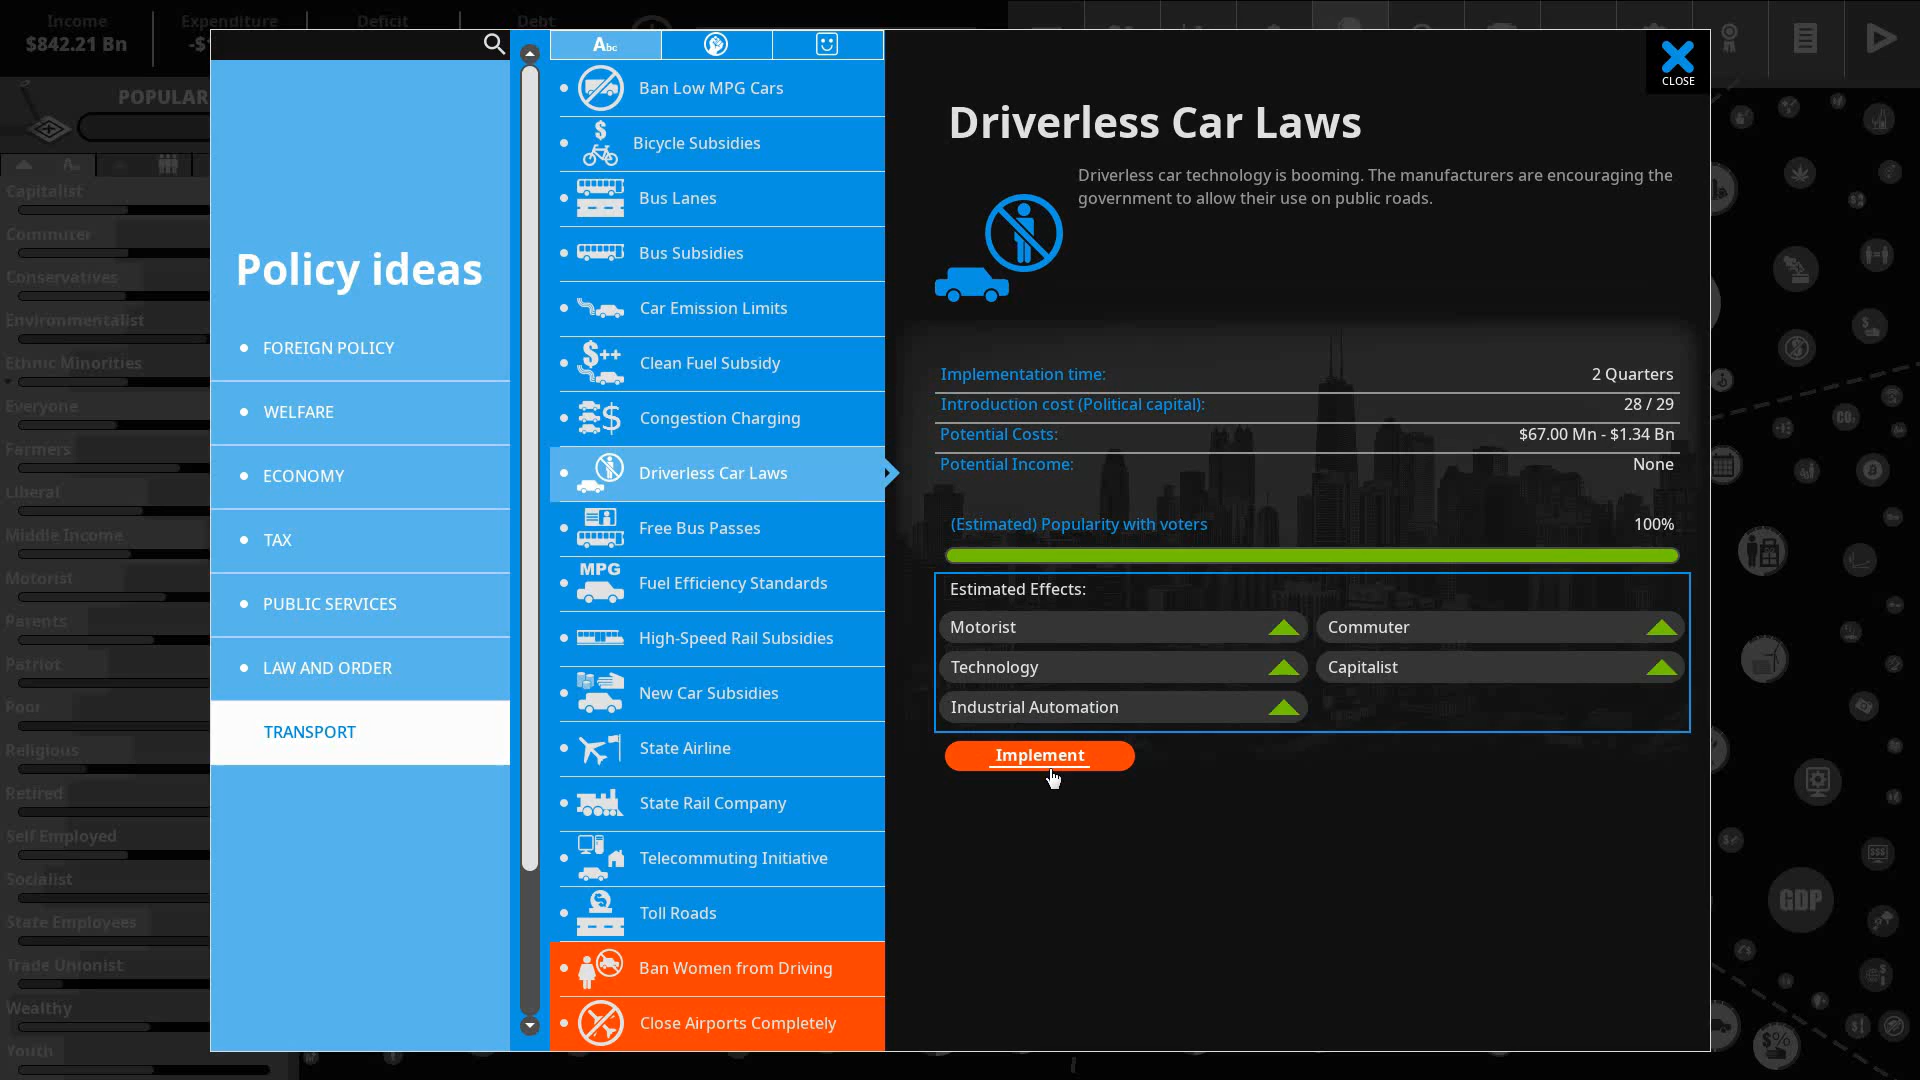 Income
Expenditure
Deficit
Debt
$842.21 Bn
POPULAR
Capitalist
Commuter
Conservatives
Environmentalist
Ethnic Minorities
Everyone
Farmers
Liberal
Middle Income
Motorist
Parents
Patriot
Poor
Religious
Retired
Self Employed
Socialist
State Employees
Trade Unionist
Wealthy
Youth
Policy ideas
FOREIGN POLICY
WELFARE
ECONOMY
TAX
PUBLIC SERVICES
LAW AND ORDER
TRANSPORT
Abc
Ban Low MPG Cars
Bicycle Subsidies
Bus Lanes
Bus Subsidies
Car Emission Limits
Clean Fuel Subsidy
Congestion Charging
Driverless Car Laws
Free Bus Passes
MPG
Fuel Efficiency Standards
High-Speed Rail Subsidies
New Car Subsidies
State Airline
State Rail Company
Telecommuting Initiative
Toll Roads
Ban Women from Driving
Close Airports Completely
CLOSE
Driverless Car Laws
Driverless car technology is booming. The manufacturers are encouraging the
government to allow their use on public roads.
Implementation time: 2 Quarters
Introduction cost (Political capital): 28 / 29
Potential Costs: $67.00 Mn - $1.34 Bn
Potential Income: None
(Estimated) Popularity with voters 100%
Estimated Effects:
Motorist
Commuter
Technology
Capitalist
Industrial Automation
Implement
GDP